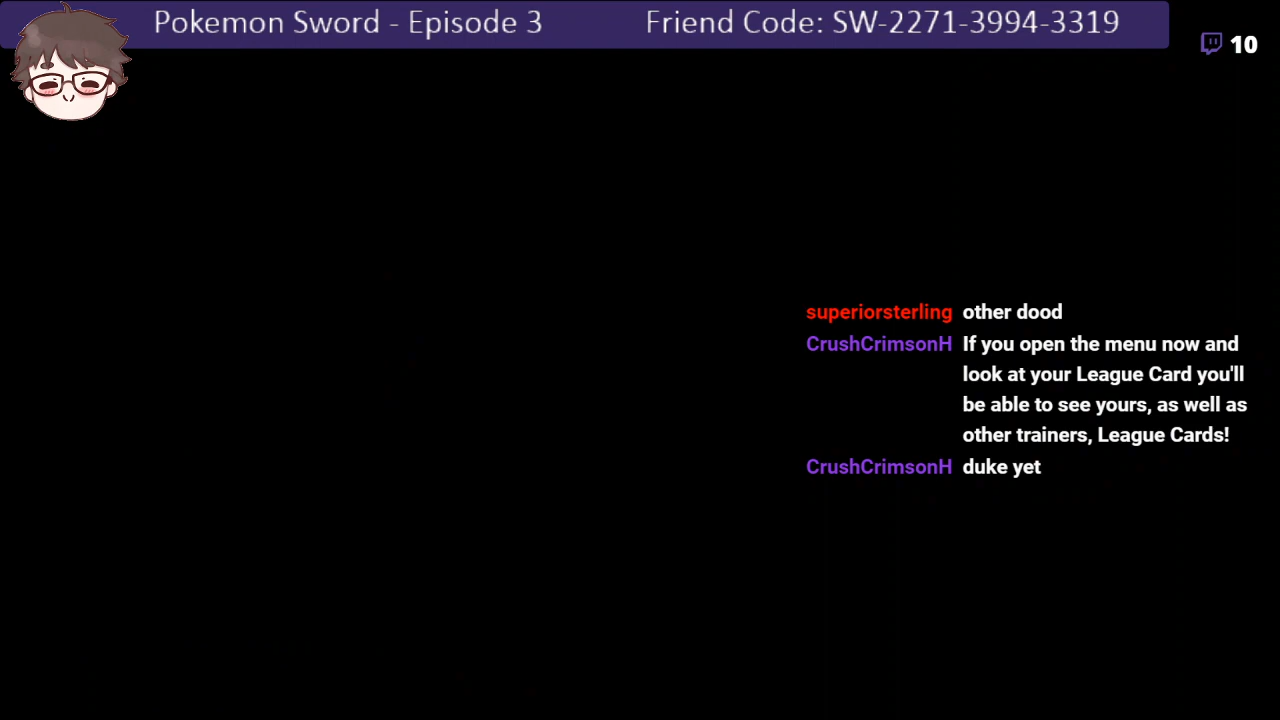 Pokemon Sword - Episode 3 Friend Code: SW-2271-3994-3319
10
superiorsterling other dood
CrushCrimsonH If you open the menu now and
look at your League Card you'll
be able to see yours, as well as
other trainers, League Cards!
CrushCrimsonH duke yet